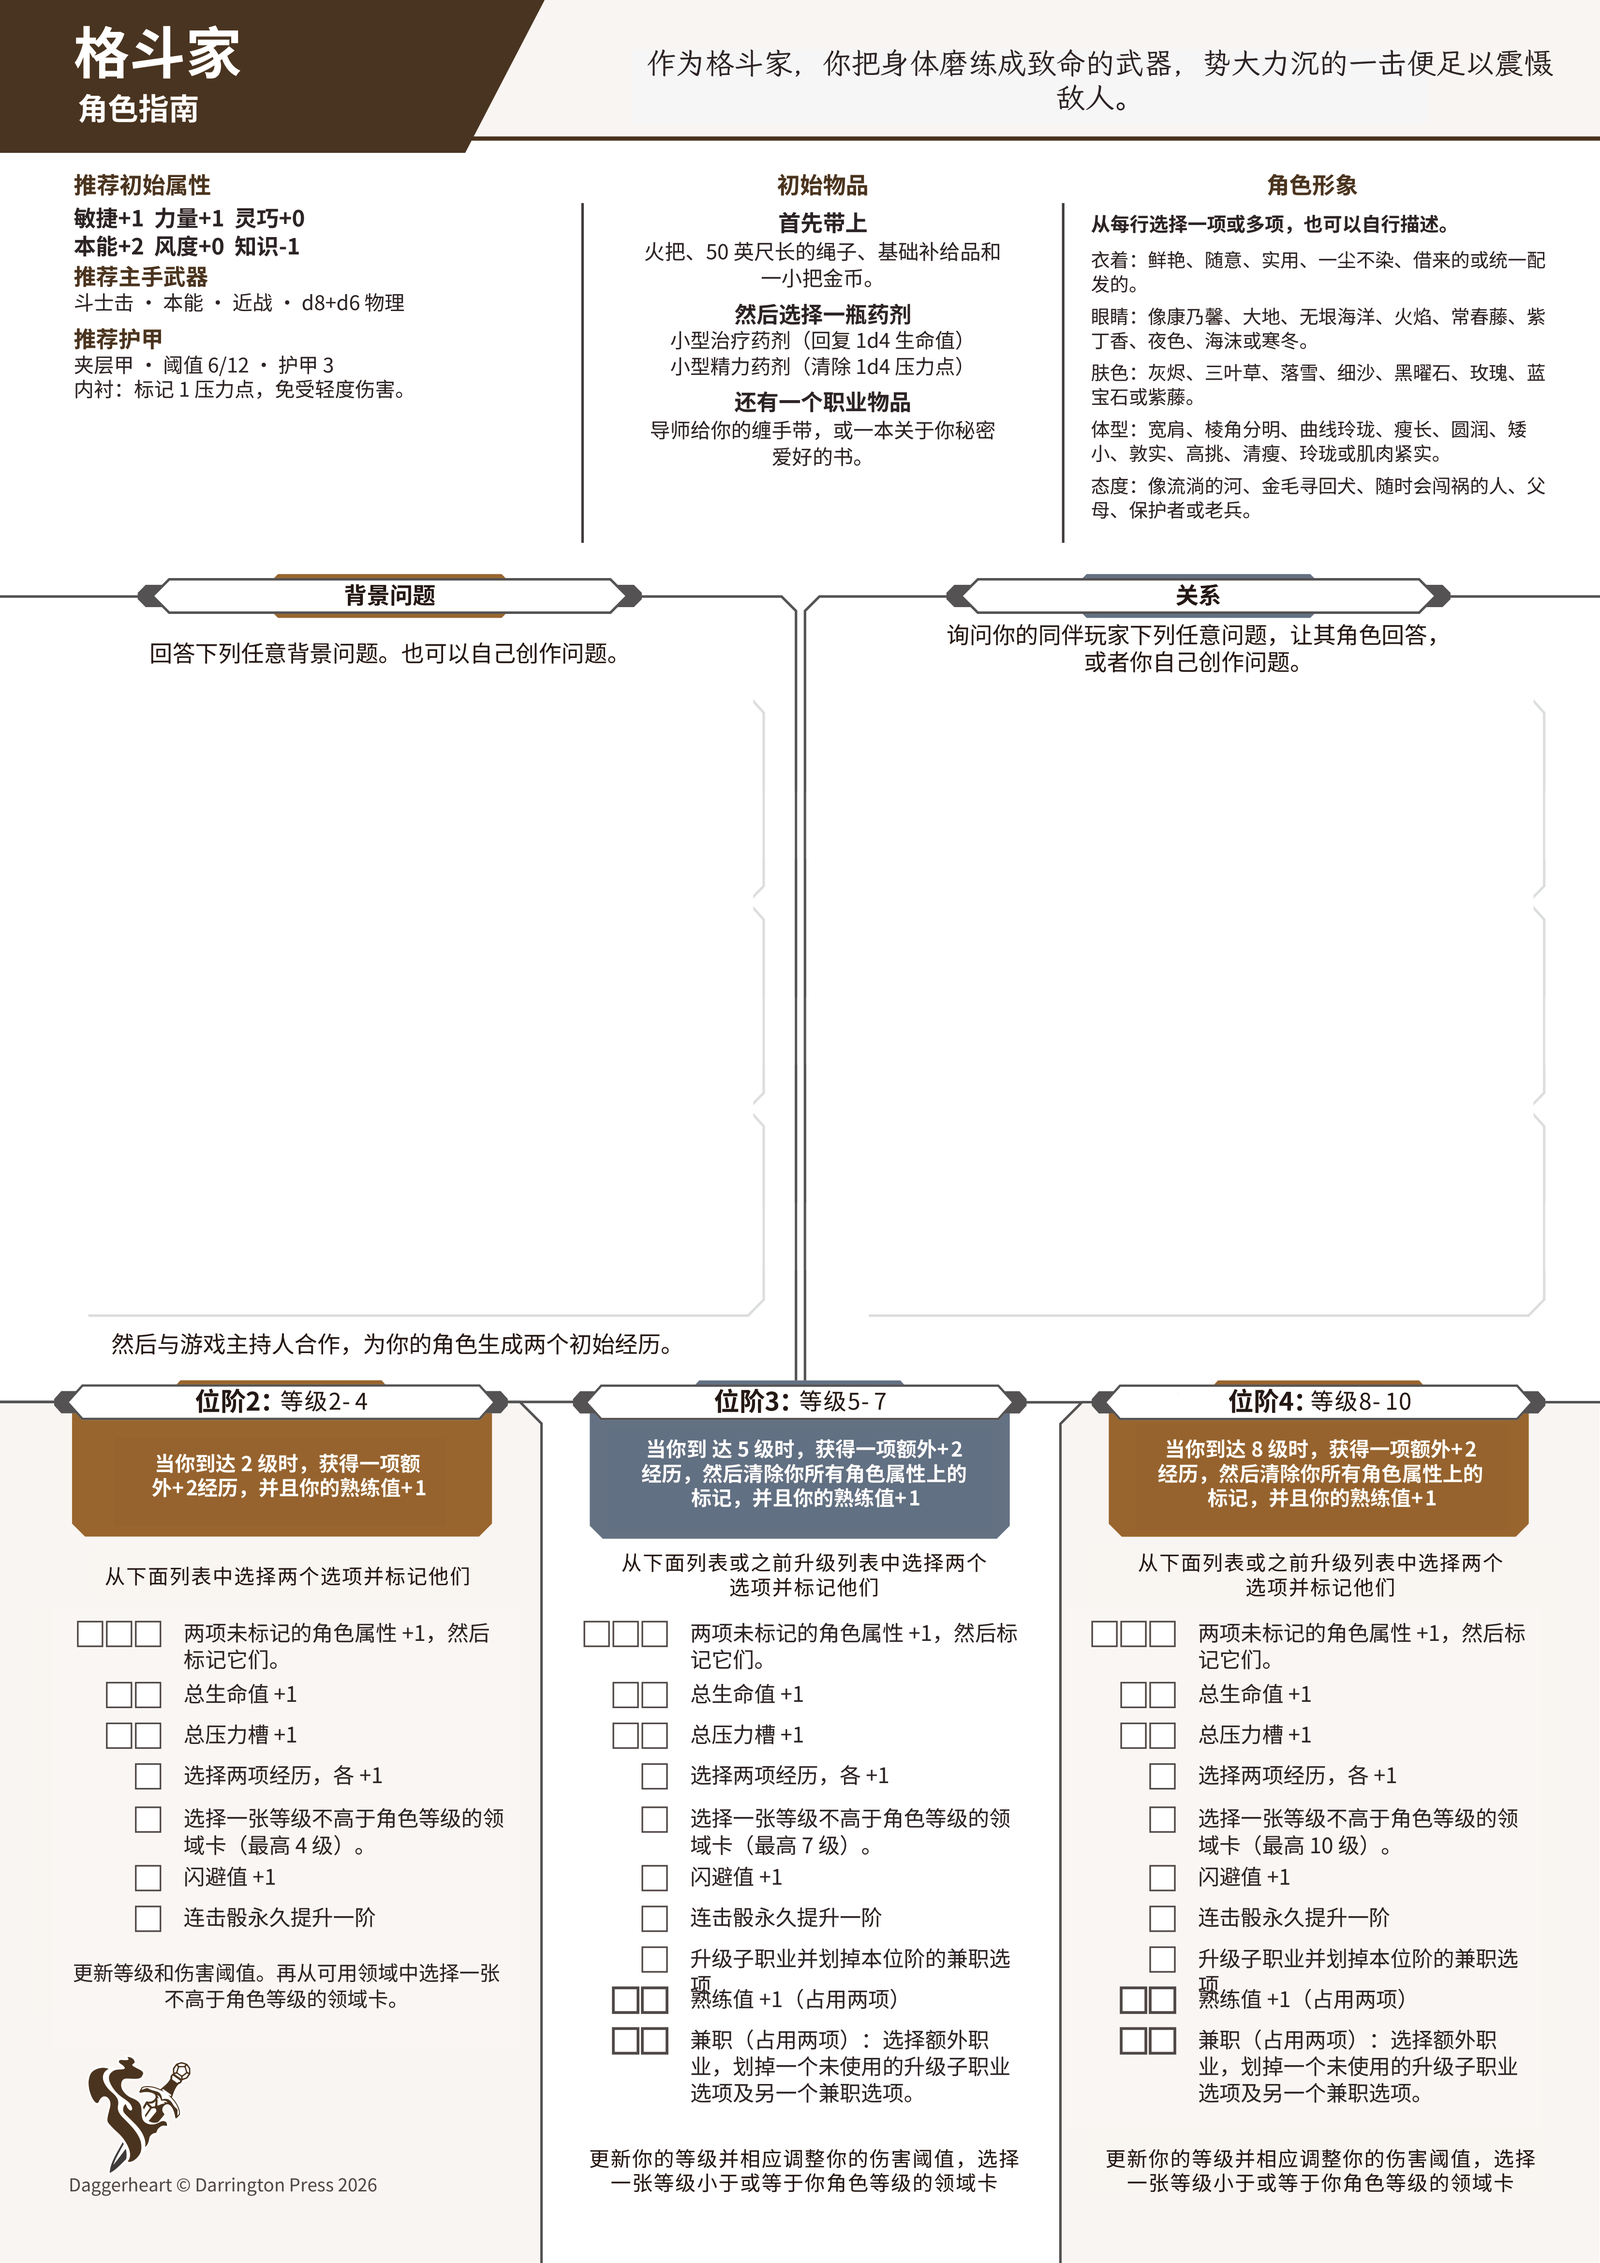 格斗家
角色指南
作为格斗家，你把身体磨练成致命的武器，势大力沉的一击便足以震慑
敌人。
推荐初始属性
敏捷+1 力量+1 灵巧+0
本能+2 风度+0 知识-1
推荐主手武器
斗士击 · 本能 · 近战 · d8+d6 物理
推荐护甲
夹层甲 · 阈值 6/12 · 护甲 3
内衬：标记 1 压力点，免受轻度伤害。
初始物品
首先带上
火把、50 英尺长的绳子、基础补给品和
一小把金币。
然后选择一瓶药剂
小型治疗药剂（回复 1d4 生命值）
小型精力药剂（清除 1d4 压力点）
还有一个职业物品
导师给你的缠手带，或一本关于你秘密
爱好的书。
角色形象
从每行选择一项或多项，也可以自行描述。
衣着：鲜艳、随意、实用、一尘不染、借来的或统一配
发的。
眼睛：像康乃馨、大地、无垠海洋、火焰、常春藤、紫
丁香、夜色、海沫或寒冬。
肤色：灰烬、三叶草、落雪、细沙、黑曜石、玫瑰、蓝
宝石或紫藤。
体型：宽肩、棱角分明、曲线玲珑、瘦长、圆润、矮
小、敦实、高挑、清瘦、玲珑或肌肉紧实。
态度：像流淌的河、金毛寻回犬、随时会闯祸的人、父
母、保护者或老兵。
背景问题
回答下列任意背景问题。也可以自己创作问题。
关系
询问你的同伴玩家下列任意问题，让其角色回答，
或者你自己创作问题。
然后与游戏主持人合作，为你的角色生成两个初始经历。
位阶2：等级2-4
当你到达 2 级时，获得一项额
外+2经历，并且你的熟练值+1
从下面列表中选择两个选项并标记他们
两项未标记的角色属性 +1，然后
标记它们。
总生命值 +1
总压力槽 +1
选择两项经历，各 +1
选择一张等级不高于角色等级的领
域卡（最高 4 级）。
闪避值 +1
连击骰永久提升一阶
更新等级和伤害阈值。再从可用领域中选择一张
不高于角色等级的领域卡。
Daggerheart © Darrington Press 2026
位阶3：等级5-7
当你到 达 5 级时，获得一项额外+2
经历，然后清除你所有角色属性上的
标记，并且你的熟练值+1
从下面列表或之前升级列表中选择两个
选项并标记他们
两项未标记的角色属性 +1，然后标
记它们。
总生命值 +1
总压力槽 +1
选择两项经历，各 +1
选择一张等级不高于角色等级的领
域卡（最高 7 级）。
闪避值 +1
连击骰永久提升一阶
升级子职业并划掉本位阶的兼职选
项
熟练值 +1（占用两项）
兼职（占用两项）：选择额外职
业，划掉一个未使用的升级子职业
选项及另一个兼职选项。
更新你的等级并相应调整你的伤害阈值，选择
一张等级小于或等于你角色等级的领域卡
位阶4：等级8-10
当你到达 8 级时，获得一项额外+2
经历，然后清除你所有角色属性上的
标记，并且你的熟练值+1
从下面列表或之前升级列表中选择两个
选项并标记他们
两项未标记的角色属性 +1，然后标
记它们。
总生命值 +1
总压力槽 +1
选择两项经历，各 +1
选择一张等级不高于角色等级的领
域卡（最高 10 级）。
闪避值 +1
连击骰永久提升一阶
升级子职业并划掉本位阶的兼职选
项
熟练值 +1（占用两项）
兼职（占用两项）：选择额外职
业，划掉一个未使用的升级子职业
选项及另一个兼职选项。
更新你的等级并相应调整你的伤害阈值，选择
一张等级小于或等于你角色等级的领域卡